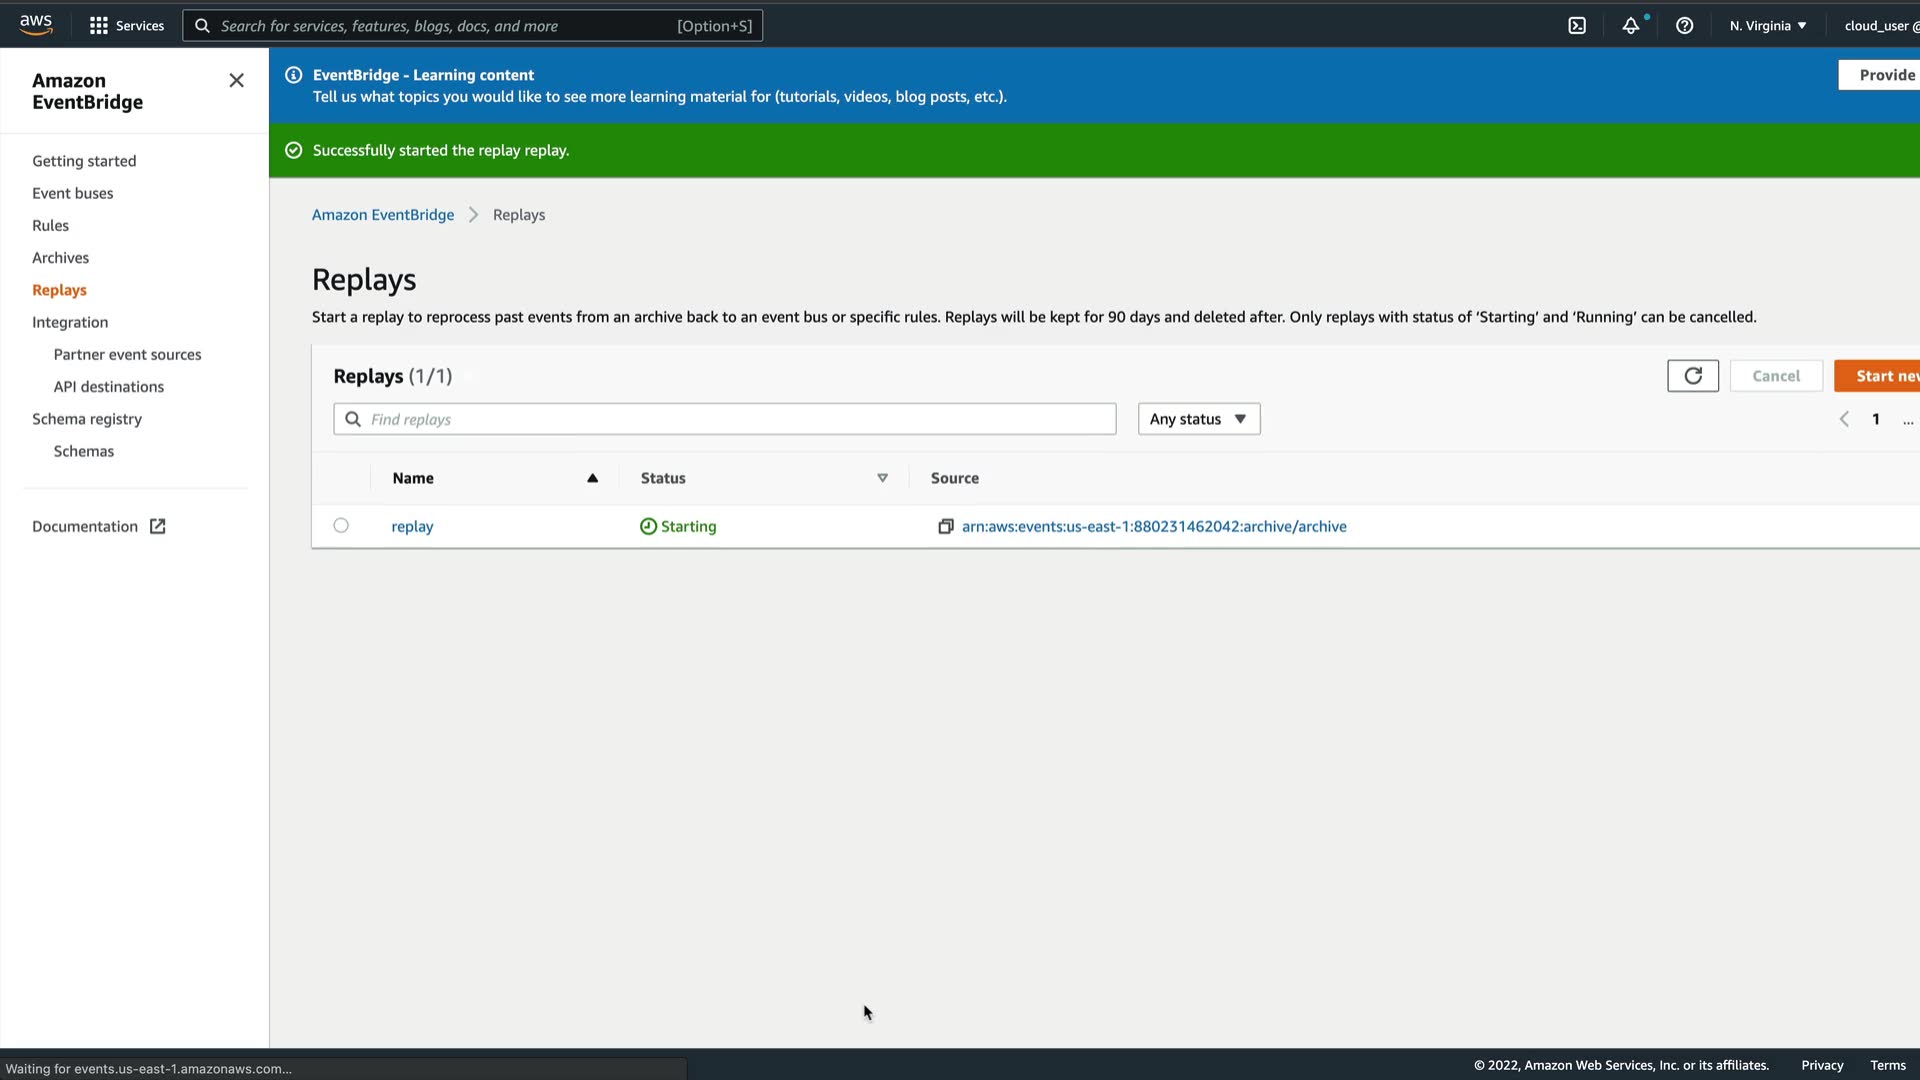 aws
Services
Search for services, features, blogs, docs, and more
[Option+S]
N. Virginia
cloud_user @
Amazon
EventBridge
Getting started
Event buses
Rules
Archives
Replays
Integration
Partner event sources
API destinations
Schema registry
Schemas
Documentation
EventBridge - Learning content
Tell us what topics you would like to see more learning material for (tutorials, videos, blog posts, etc.).
Provide
Successfully started the replay replay.
Amazon EventBridge
Replays
Replays
Start a replay to reprocess past events from an archive back to an event bus or specific rules. Replays will be kept for 90 days and deleted after. Only replays with status of ‘Starting’ and ‘Running’ can be cancelled.
Replays (1/1)
Cancel
Start new
Find replays
Any status
1
...
Name
Status
Source
replay
Starting
arn:aws:events:us-east-1:880231462042:archive/archive
Waiting for events.us-east-1.amazonaws.com...
© 2022, Amazon Web Services, Inc. or its affiliates.
Privacy
Terms